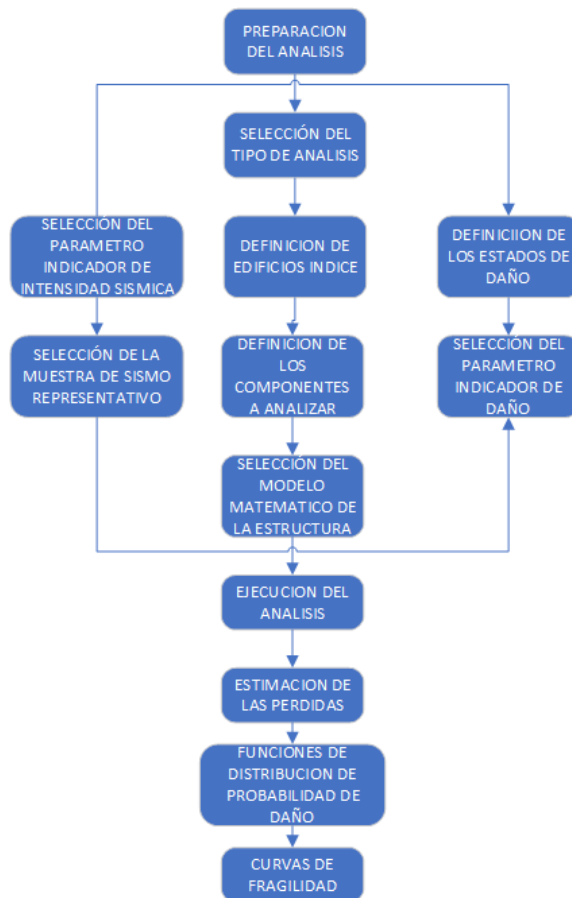 PREPARACION
DEL ANALISIS
SELECCIÓN DEL
TIPO DE ANALISIS
SELECCIÓN DEL
PARAMETRO
INDICADOR DE
INTENSIDAD SISMICA
DEFINICION DE
EDIFICIOS INDICE
DEFINICIION DE
LOS ESTADOS DE
DAÑO
SELECCIÓN DE LA
MUESTRA DE SISMO
REPRESENTATIVO
DEFINICION DE
LOS
COMPONENTES
A ANALIZAR
SELECCIÓN DEL
PARAMETRO
INDICADOR DE
DAÑO
SELECCIÓN DEL
MODELO
MATEMATICO DE
LA ESTRUCTURA
EJECUCION DEL
ANALISIS
ESTIMACION DE
LAS PERDIDAS
FUNCIONES DE
DISTRIBUCION DE
PROBABILIDAD DE
DAÑO
CURVAS DE
FRAGILIDAD